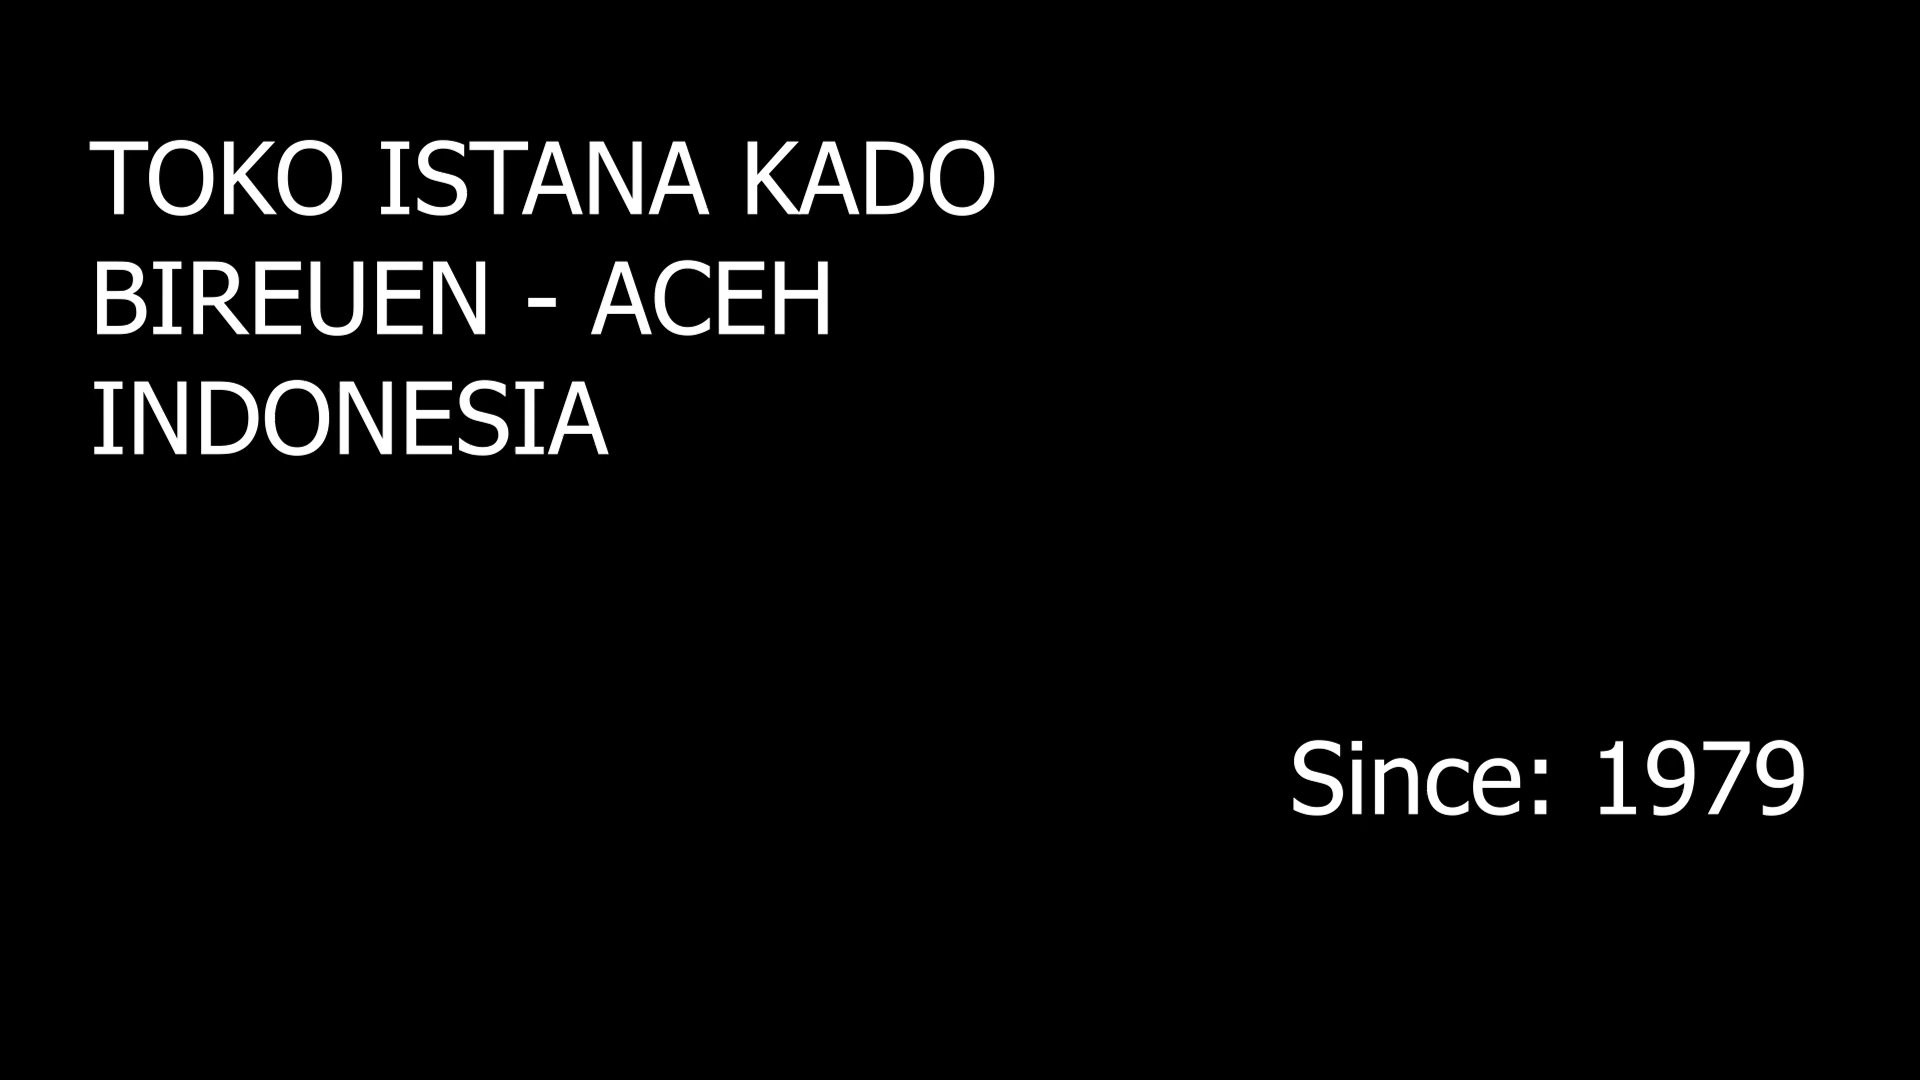 TOKO ISTANA KADO
BIREUEN - ACEH
INDONESIA
Since: 1979